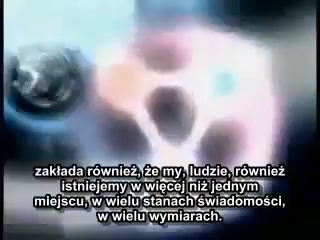 zakłada również, że my, ludzie, również
istniejemy w więcej niż jednym
miejscu, w wielu stanach świadomości,
w wielu wymiarach.